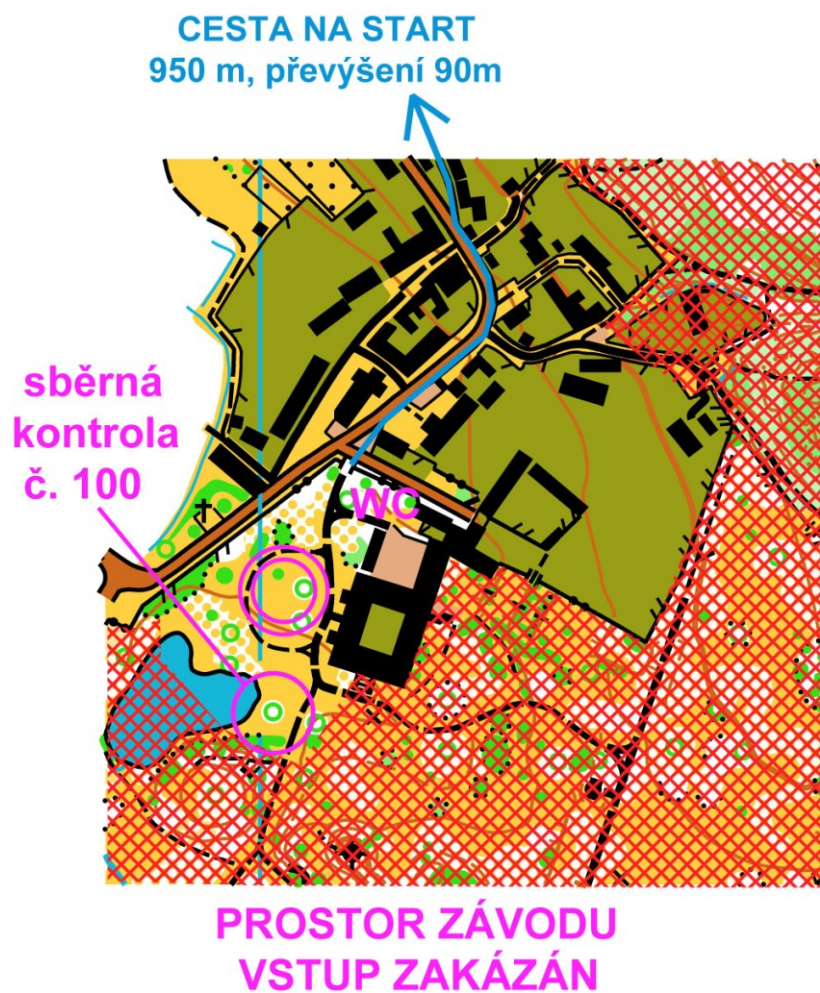 CESTA NA START
950 m, převýšení 90m
sběrná
kontrola
č. 100
WC
PROSTOR ZÁVODU
VSTUP ZAKÁZÁN